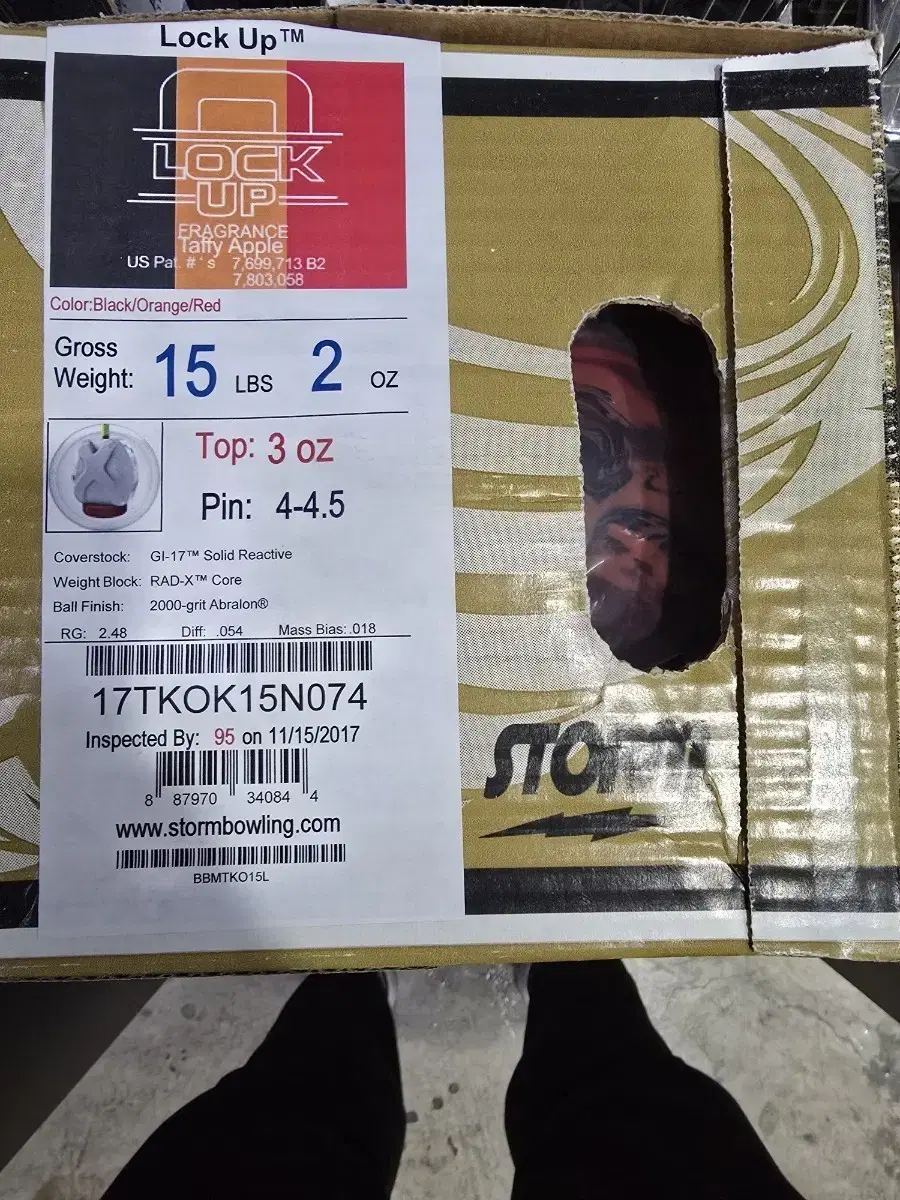 Lock Up™
LOCK
UP
FRAGRANCE
Taffy Apple
US Pat. #'s 7,699,713 B2
7,803,058
Color:Black/Orange/Red
Gross
Weight: 15 LBS 2 OZ
Top: 3 oz
Pin: 4-4.5
Coverstock: GI-17™ Solid Reactive
Weight Block: RAD-X™ Core
Ball Finish: 2000-grit Abralon®
RG: 2.48 Diff: .054 Mass Bias: .018
17TKOK15N074
Inspected By: 95 on 11/15/2017
8 87970 34084 4
www.stormbowling.com
BBMTKO15L
STORM